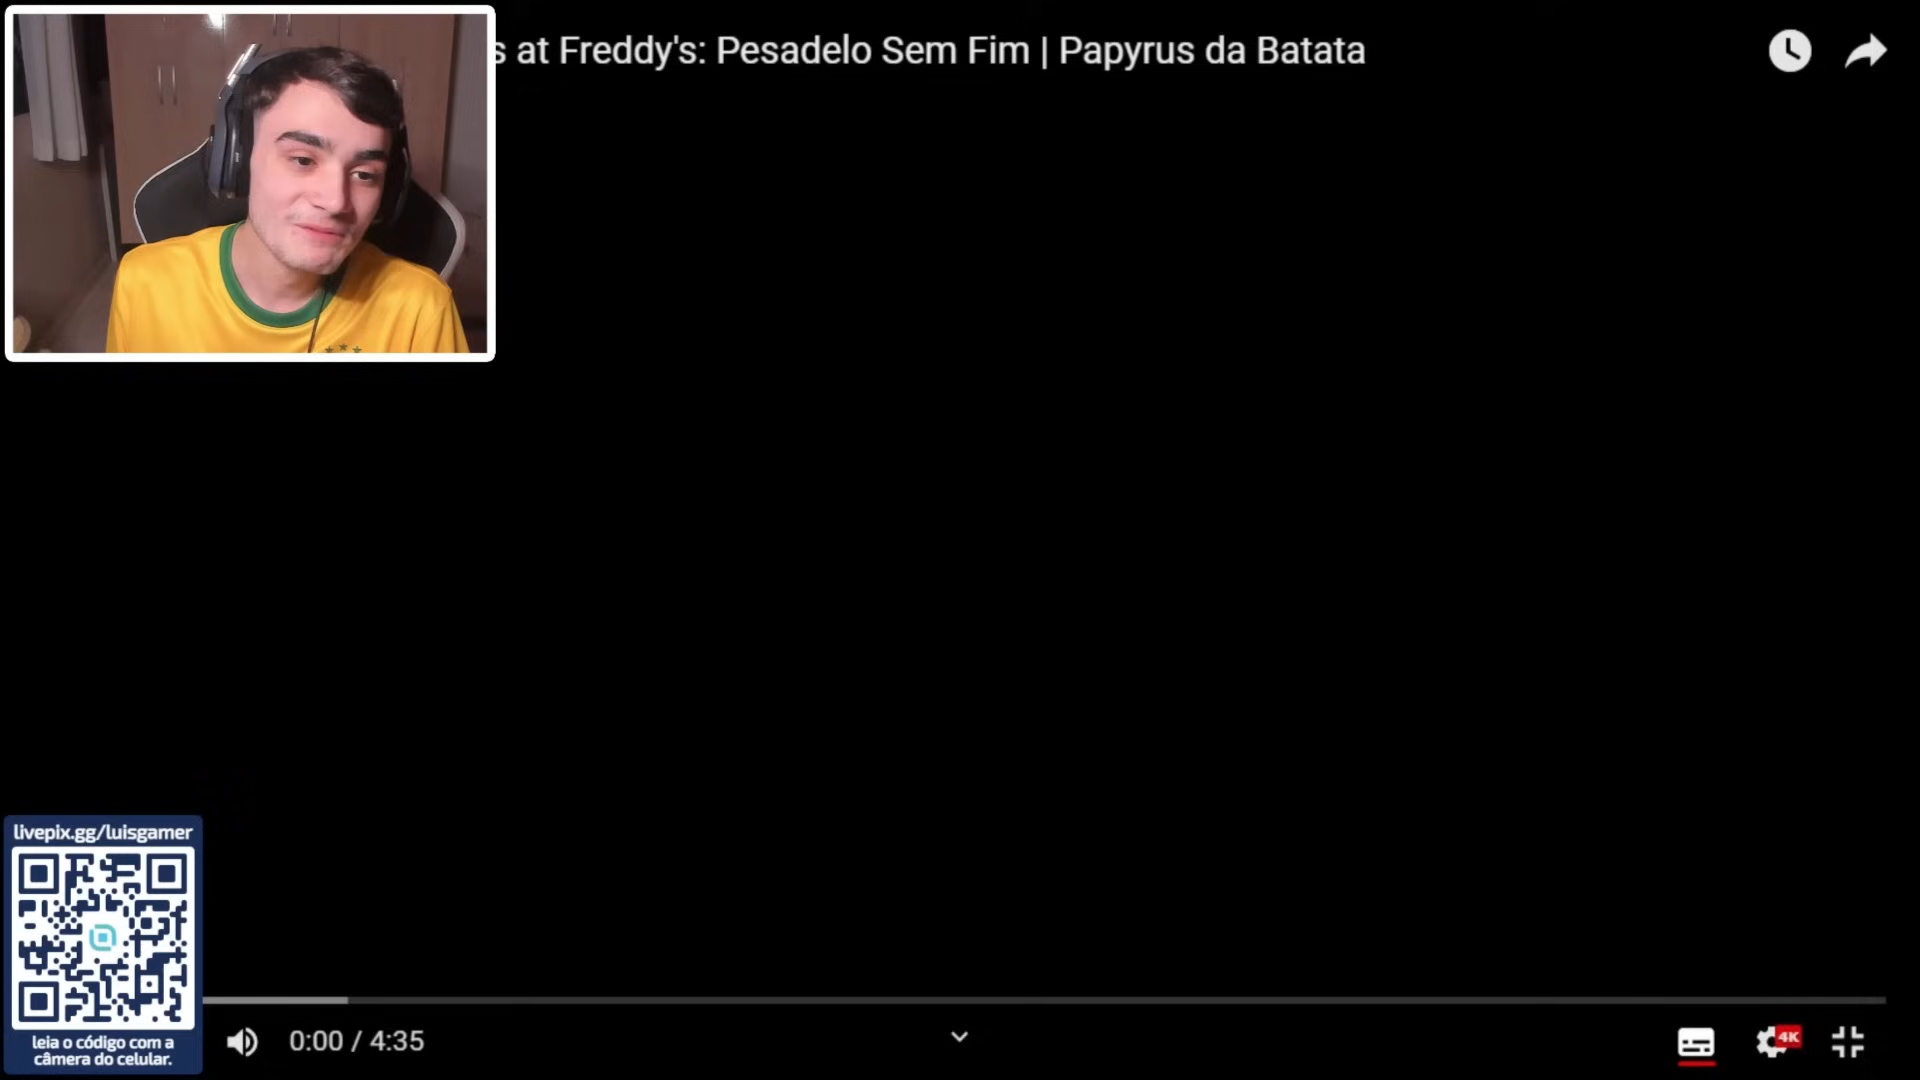 s at Freddy's: Pesadelo Sem Fim | Papyrus da Batata
livepix.gg/luisgamer
leia o código com a
câmera do celular.
0:00 / 4:35
4K